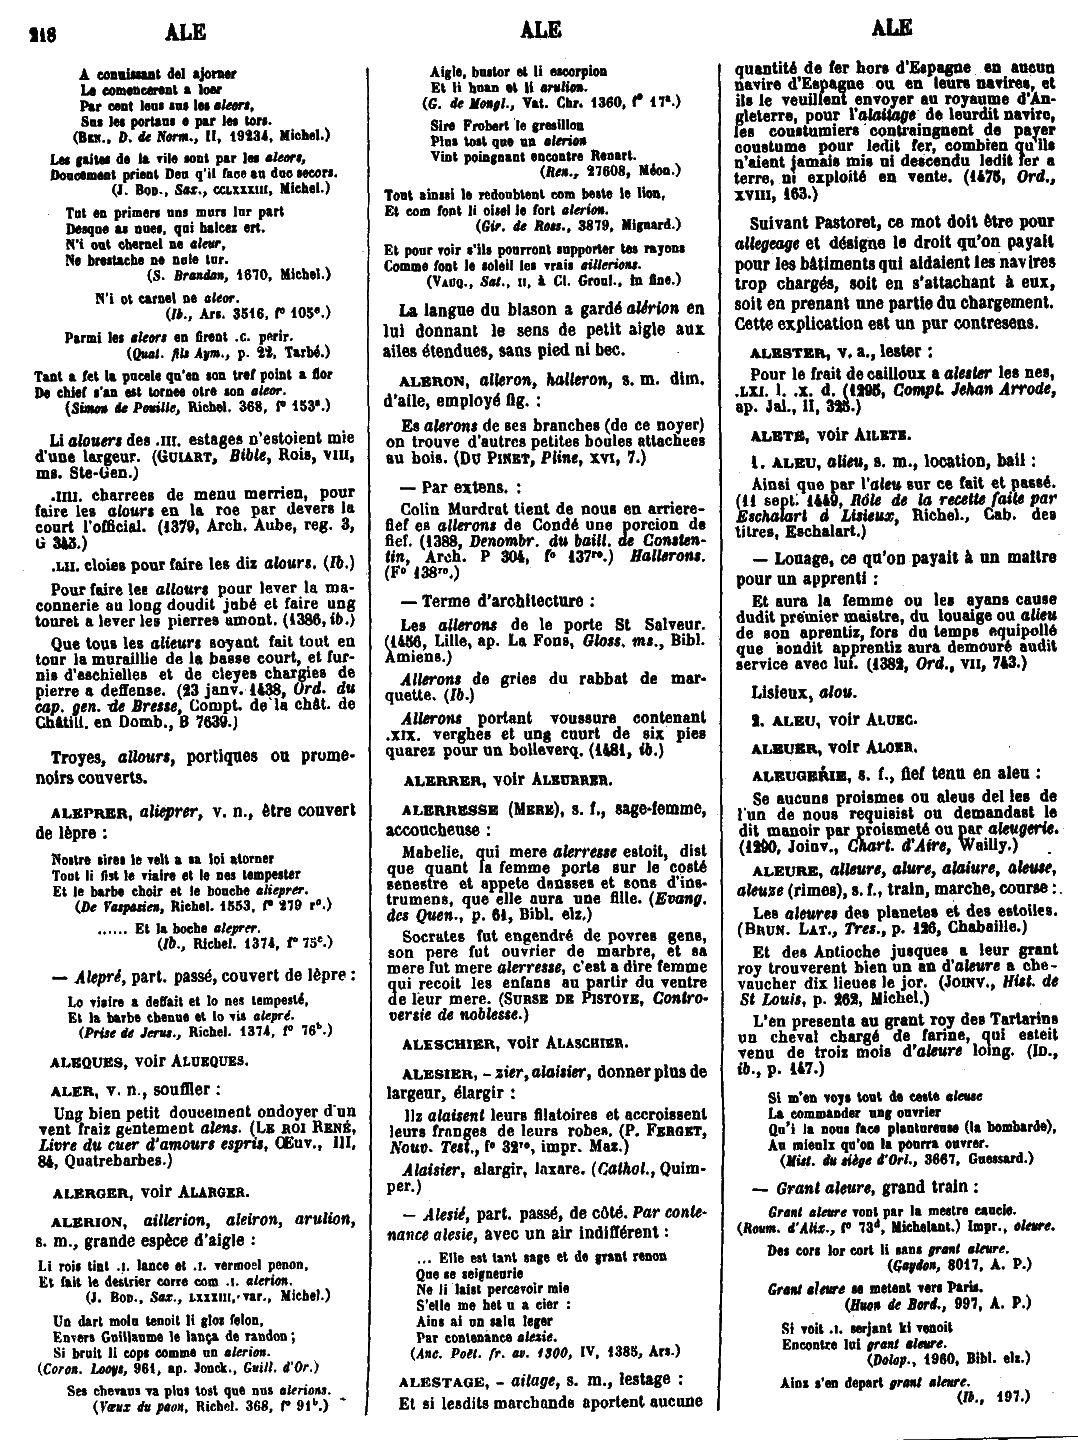 218 ALE ALE ALE
A connissant del ajorner
Le comencerent a loer
Par cent leus sus les aleors,
Sus les portaus e par les tors.
(BEN., D. de Norm., II, 19234, Michel.)
Les gaites de la vile sont par les aleors,
Doucement prient Deu q'il face au duc secors.
(J. BOD., Sax., CCLXXXIII, Michel.)
Tut en primers uns murs lur part
Desque as nues, qui halcez ert.
N'i out chernel ne aleur,
Ne brestache ne nule tur.
(S. Brandan, 1670, Michel.)
N'i ot carnel ne aleor.
(Ib., Ars. 3516, f° 105e.)
Parmi les aleors en firent .c. perir.
(Quat. fils Aym., p. 22, Tarbé.)
Tant a fet la pucele qu'en son tref point a flor
De chief s'an est tornee otre son aleor.
(Simon de Pouille, Richel. 368, f° 153a.)
Li alouers des .III. estages n'estoient mie
d'une largeur. (GUIART, Bible, Rois, VIII,
ms. Ste-Gen.)
.IIII. charrees de menu merrien, pour
faire les alours en la roe par devers la
court l'official. (1379, Arch. Aube, reg. 3,
G 343.)
.LII. cloies pour faire les diz alours. (Ib.)
Pour faire les allours pour lever la ma-
connerie au long doudit jubé et faire ung
touret a lever les pierres amont. (1386, ib.)
Que tous les alieurs soyant fait tout en
tour la muraillie de la basse court, et fur-
nis d'eschielles et de cleyes chargies de
pierre a deffense. (23 janv. 1438, Ord. du
cap. gen. de Bresse, Compt. de la chât. de
Châtill. en Domb., B 7639.)
Troyes, allours, portiques ou prome-
noirs couverts.
ALEPRER, alieprer, v. n., être couvert
de lèpre :
Nostre sires le velt a sa loi atorner
Tout li fist le viaire et le nes tempester
Et le barbe choir et le bouche alieprer.
(De Vaspasien, Richel. 1553, f° 279 r°.)
...... Et la boche aleprer.
(Ib., Richel. 1374, f° 75c.)
— Alepré, part. passé, couvert de lèpre :
Lo viaire a deffait et lo nes tempesté,
Et la barbe chenue et lo vis alepré.
(Prise de Jerus., Richel. 1374, f° 76b.)
ALEQUES, voir ALUEQUES.
ALER, v. n., souffler :
Ung bien petit doucement ondoyer d'un
vent fraiz gentement alens. (LE ROI RENÉ,
Livre du cuer d'amours espris, Œuv., III,
84, Quatrebarbes.)
ALERGER, voir ALARGER.
ALERION, aillerion, aleiron, arulion,
s. m., grande espèce d'aigle :
Li rois tint .I. lance et .I. vermoel penon,
Et fait le destrier corre com .I. alerion.
(J. BOD., Sax., LXXXIII, var., Michel.)
Un dart molu tenoit li glos felon,
Envers Guillaume le lança de randon ;
Si bruit li cops comme un alerion.
(Coron. Looys, 961, ap. Jonck., Guill. d'Or.)
Ses chevaus va plus tost que nus alerions.
(Vœux du paon, Richel. 368, f° 91b.)
Aigle, bustor et li escorpion
Et li huan et li arulion.
(G. de Mongl., Vat. Chr. 1360, f° 17a.)
Sire Frobert le gresillon
Plus tost que un alerion
Vint poingnant encontre Renart.
(Ren., 27608, Méon.)
Tout ainssi le redoubtent com beste le lion,
Et com font li oisel le fort alerion.
(Gir. de Ross., 3879, Mignard.)
Et pour voir s'ils pourront supporter tes rayons
Comme font le soleil les vrais aillerions.
(VAUQ., Sat., II, à Cl. Groul., in fine.)
La langue du blason a gardé alérion en
lui donnant le sens de petit aigle aux
ailes étendues, sans pied ni bec.
ALERON, alleron, halleron, s. m. dim.
d'aile, employé fig. :
Es alerons de ses branches (de ce noyer)
on trouve d'autres petites boules attachees
au bois. (DU PINET, Pline, XVI, 7.)
— Par extens. :
Colin Murdrat tient de nous en arriere-
fief es allerons de Condé une porcion de
fief. (1388, Denombr. du baill. de Consten-
tin, Arch. P 304, f° 137ro.) Hallerons.
(F° 138ro.)
— Terme d'architecture :
Les allerons de le porte St Salveur.
(1456, Lille, ap. La Fons, Gloss. ms., Bibl.
Amiens.)
Allerons de gries du rabbat de mar-
quette. (Ib.)
Allerons portant voussure contenant
.XIX. verghes et ung court de six pies
quarez pour un bolleverq. (1481, ib.)
ALERRER, voir ALEURRER.
ALERRESSE (MERE), s. f., sage-femme,
accoucheuse :
Mabelie, qui mere alerresse estoit, dist
que quant la femme porte sur le costé
senestre et appete dansses et sons d'ins-
trumens, que elle aura une fille. (Evang.
des Quen., p. 61, Bibl. elz.)
Socrates fut engendré de povres gens,
son pere fut ouvrier de marbre, et sa
mere fut mere alerresse, c'est a dire femme
qui recoit les enfans au partir du ventre
de leur mere. (SURSE DE PISTOYE, Contro-
versie de noblesse.)
ALESCHIER, voir ALASCHIER.
ALESIER, - zier, alaisier, donner plus de
largeur, élargir :
Ilz alaisent leurs filatoires et accroissent
leurs franges de leurs robes. (P. FERGET,
Nouv. Test., f° 32ro, impr. Maz.)
Alaisier, alargir, laxare. (Cathol., Quim-
per.)
— Alesié, part. passé, de côté. Par conte-
nance alesie, avec un air indifférent :
... Elle est tant sage et de grant renon
Que se seigneurie
Ne li laist percevoir mie
S'elle me het u a cier :
Ains ai un salu leger
Par contenance alesie.
(Anc. Poet. fr. av. 1300, IV, 1385, Ars.)
ALESTAGE, - ailage, s. m., lestage :
Et si lesdits marchands aportent aucune
quantité de fer hors d'Espagne en aucun
navire d'Espagne ou en leurs navires, et
ils le veuillent envoyer au royaume d'An-
gleterre, pour l'alaitage de leurdit navire,
les coustumiers contraingnent de payer
coustume pour ledit fer, combien qu'ils
n'aient jamais mis ni descendu ledit fer a
terre, ni exploité en vente. (1475, Ord.,
XVIII, 163.)
Suivant Pastoret, ce mot doit être pour
allegeage et désigne le droit qu'on payait
pour les bâtiments qui aidaient les navires
trop chargés, soit en s'attachant à eux,
soit en prenant une partie du chargement.
Cette explication est un pur contresens.
ALESTER, v. a., lester :
Pour le frait de cailloux a alester les nes,
.LXI. l. .X. d. (1295, Compt. Jehan Arrode,
ap. Jal., II, 325.)
ALETE, voir AILETE.
1. ALEU, alieu, s. m., location, bail :
Ainsi que par l'aleu sur ce fait et passé.
(11 sept. 1449, Rôle de la recette faite par
Eschalart à Lisieux, Richel., Cab. des
titres, Eschalart.)
— Louage, ce qu'on payait à un maître
pour un apprenti :
Et aura la femme ou les ayans cause
dudit premier maistre, du louaige ou alieu
de son aprentiz, fors du temps equipollé
que sondit apprentiz aura demouré audit
service avec lui. (1382, Ord., VII, 743.)
Lisieux, alou.
2. ALEU, voir ALUEC.
ALEUER, voir ALOER.
ALEUGERIE, s. f., fief tenu en aleu :
Se aucuns proismes ou aleus del les de
l'un de nous requisist ou demandast le
dit manoir par proismeté ou par aleugerie.
(1290, Joinv., Chart. d'Aire, Wailly.)
ALEURE, alleure, alure, alaiure, aleuse,
aleuze (rimes), s. f., train, marche, course :
Les aleures des planetes et des estoiles.
(BRUN. LAT., Tres., p. 126, Chabaille.)
Et des Antioche jusques a leur grant
roy trouverent bien un an d'aleure a che-
vaucher dix lieues le jor. (JOINV., Hist. de
St Louis, p. 262, Michel.)
L'en presenta au grant roy des Tartarins
un cheval chargé de farine, qui esteit
venu de troiz mois d'aleure loing. (ID.,
ib., p. 147.)
Si m'en voys tout de ceste aleuse
La commander ung ouvrier
Qu'i la nous face plantureuse (la bombarde),
Au mieulx qu'on la pourra ouvrer.
(Mist. du siège d'Orl., 3667, Guessard.)
— Grant aleure, grand train :
Grant aleure vont par la mestre caucie.
(Roum. d'Alix., f° 73d, Michelant.) Impr., oleure.
Des cors lor cort li sans grant aleure.
(Gaydon, 8017, A. P.)
Grant aleure se metent vers Paris.
(Huon de Bord., 997, A. P.)
Si voit .I. serjant ki venoit
Encontre lui grant aleure.
(Dolop., 1960, Bibl. elz.)
Ains s'en depart grant aleure.
(Ib., 197.)